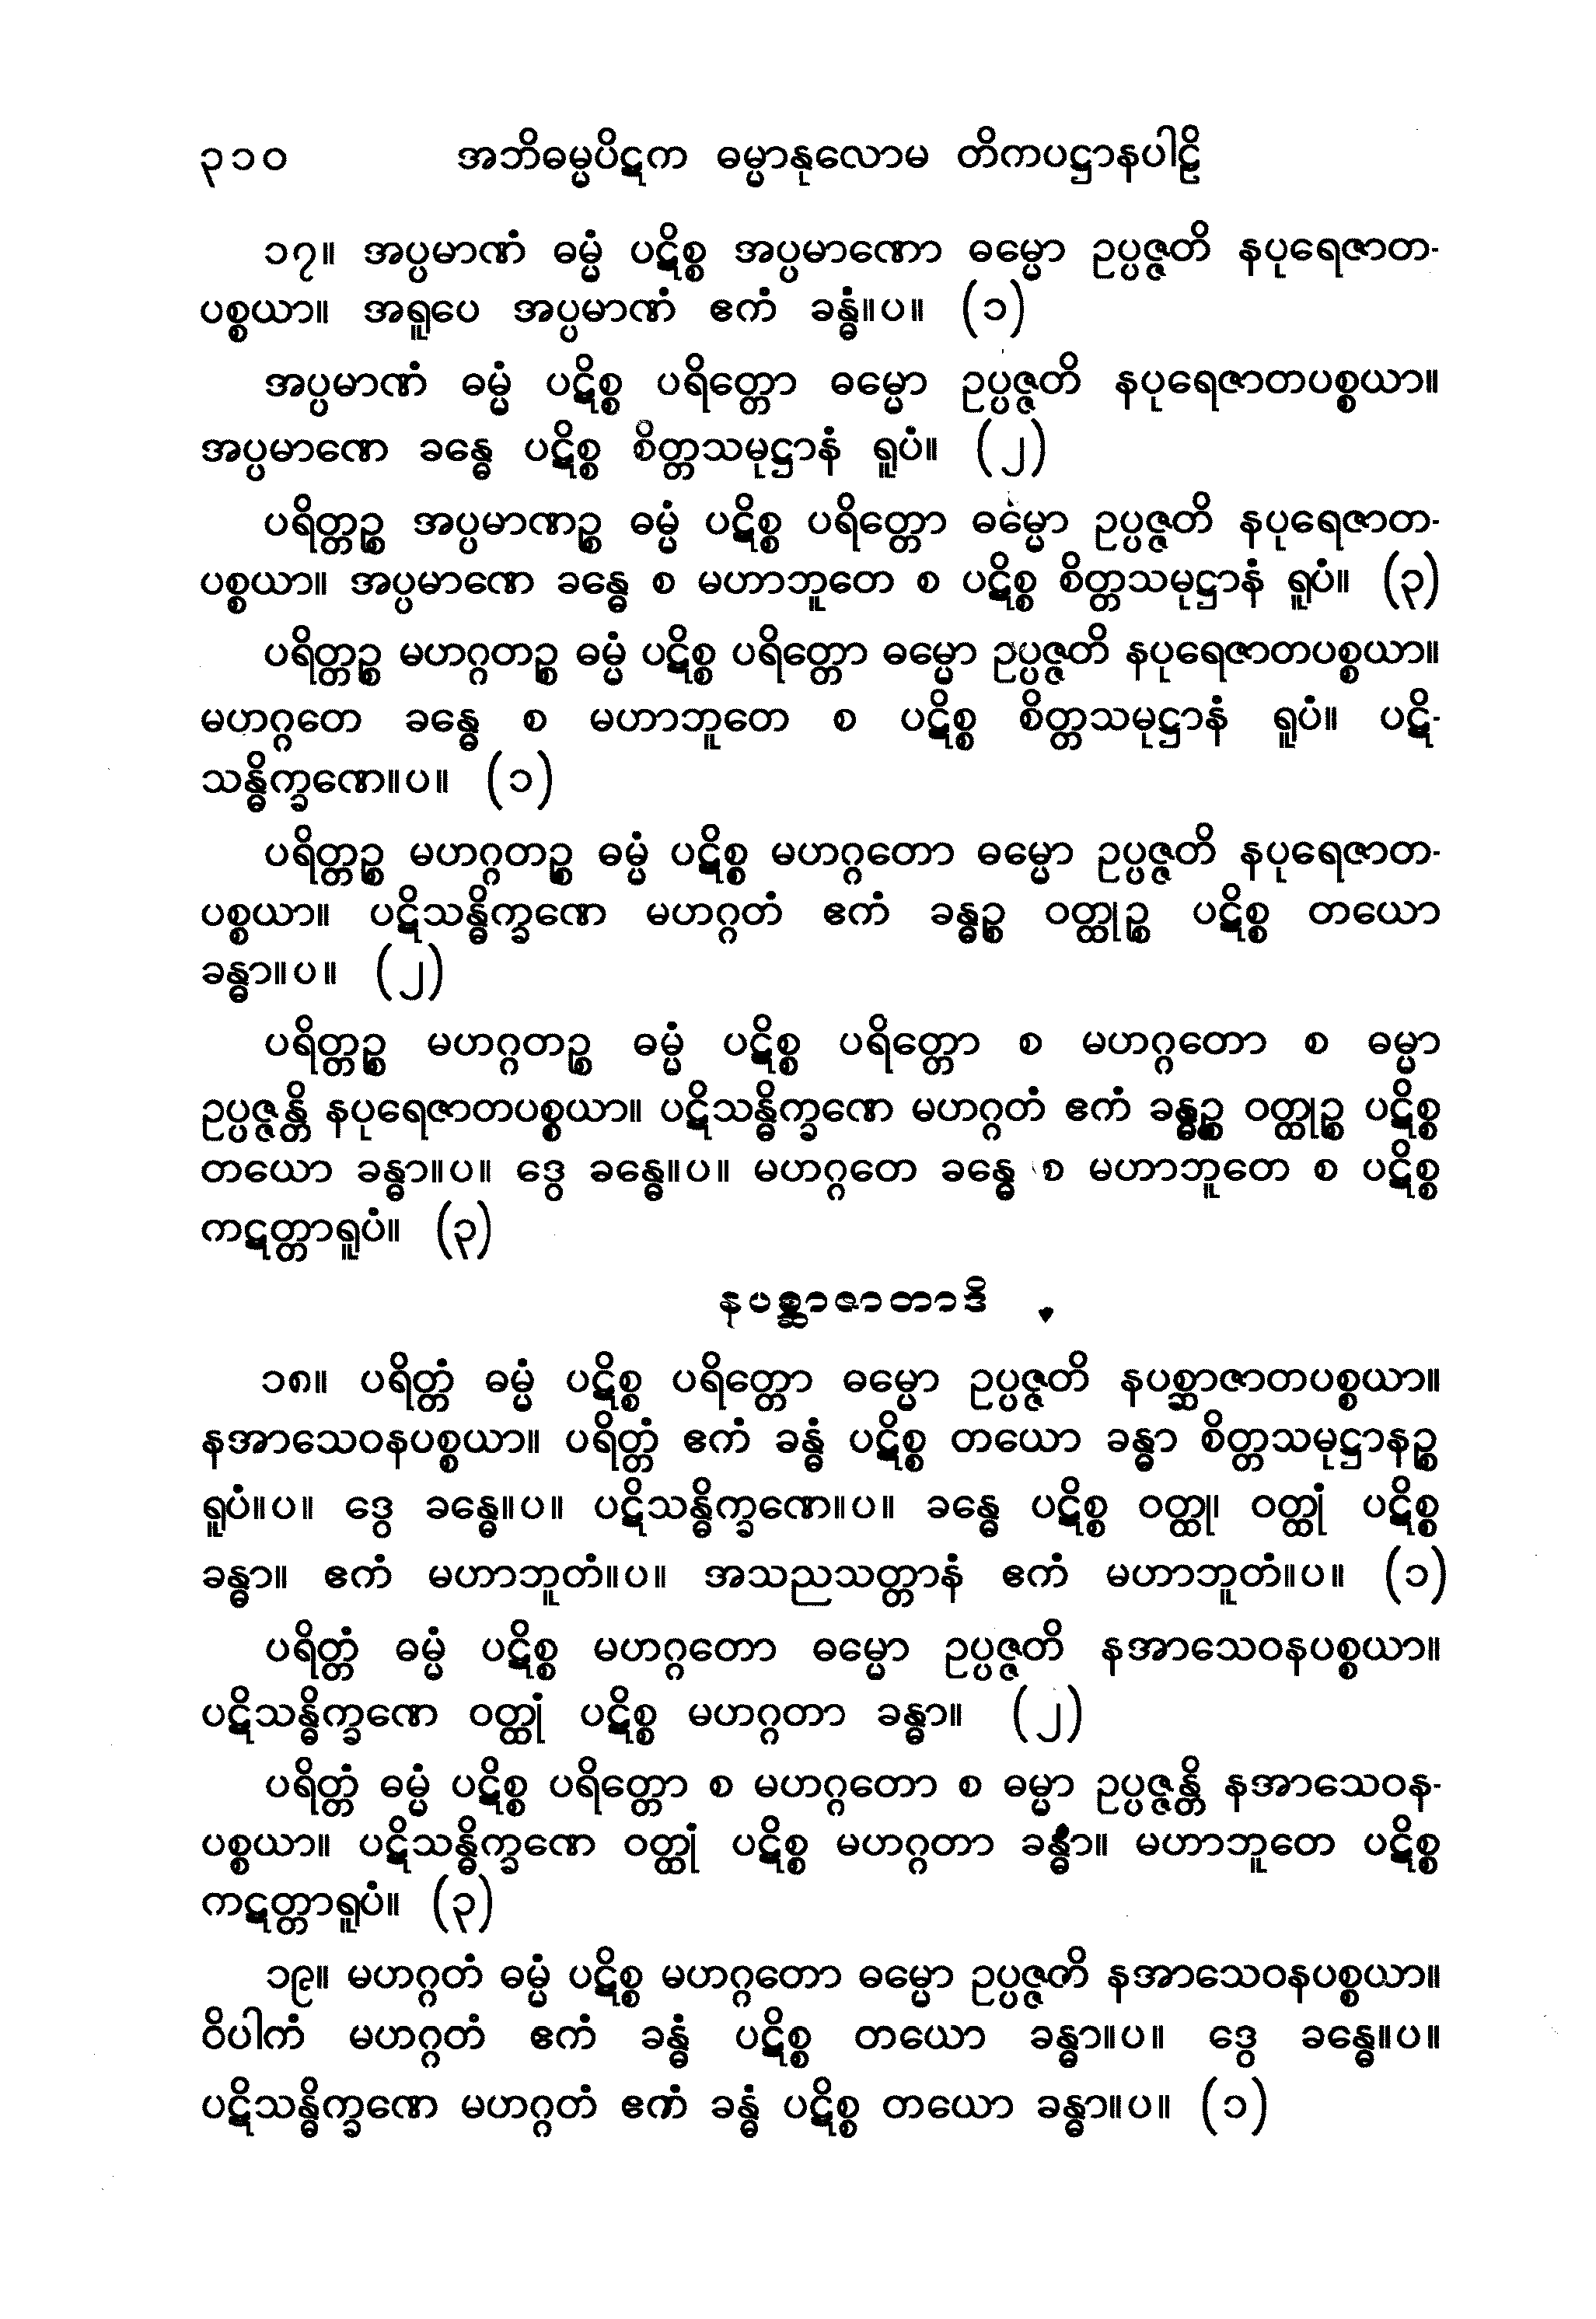 ၃၁၀ အဘိဓမ္မပိဋက ဓမ္မာနုလောမ တိကပဋ္ဌာနပါဠိ
၁၇။ အပ္ပမာဏံ ဓမ္မံ ပဋိစ္စ အပ္ပမာဏော ဓမ္မော ဥပ္ပဇ္ဇတိ နပုရေဇာတ-
ပစ္စယာ။ အရူပေ အပ္ပမာဏံ ဧကံ ခန္ဓံ။ပ။ (၁)
အပ္ပမာဏံ ဓမ္မံ ပဋိစ္စ ပရိတ္တော ဓမ္မော ဥပ္ပဇ္ဇတိ နပုရေဇာတပစ္စယာ။
အပ္ပမာဏေ ခန္ဓေ ပဋိစ္စ စိတ္တသမုဋ္ဌာနံ ရူပံ။ (၂)
ပရိတ္တဉ္စ အပ္ပမာဏဉ္စ ဓမ္မံ ပဋိစ္စ ပရိတ္တော ဓမ္မော ဥပ္ပဇ္ဇတိ နပုရေဇာတ-
ပစ္စယာ။ အပ္ပမာဏေ ခန္ဓေ စ မဟာဘူတေ စ ပဋိစ္စ စိတ္တသမုဋ္ဌာနံ ရူပံ။ (၃)
ပရိတ္တဉ္စ မဟဂ္ဂတဉ္စ ဓမ္မံ ပဋိစ္စ ပရိတ္တော ဓမ္မော ဥပ္ပဇ္ဇတိ နပုရေဇာတပစ္စယာ။
မဟဂ္ဂတေ ခန္ဓေ စ မဟာဘူတေ စ ပဋိစ္စ စိတ္တသမုဋ္ဌာနံ ရူပံ။ ပဋိ-
သန္ဓိက္ခဏေ။ပ။ (၁)
ပရိတ္တဉ္စ မဟဂ္ဂတဉ္စ ဓမ္မံ ပဋိစ္စ မဟဂ္ဂတော ဓမ္မော ဥပ္ပဇ္ဇတိ နပုရေဇာတ-
ပစ္စယာ။ ပဋိသန္ဓိက္ခဏေ မဟဂ္ဂတံ ဧကံ ခန္ဓဉ္စ ဝတ္ထုဉ္စ ပဋိစ္စ တယော
ခန္ဓာ။ပ။ (၂)
ပရိတ္တဉ္စ မဟဂ္ဂတဉ္စ ဓမ္မံ ပဋိစ္စ ပရိတ္တော စ မဟဂ္ဂတော စ ဓမ္မာ
ဥပ္ပဇ္ဇန္တိ နပုရေဇာတပစ္စယာ။ ပဋိသန္ဓိက္ခဏေ မဟဂ္ဂတံ ဧကံ ခန္ဓဉ္စ ဝတ္ထုဉ္စ ပဋိစ္စ
တယော ခန္ဓာ။ပ။ ဒွေ ခန္ဓေ။ပ။ မဟဂ္ဂတေ ခန္ဓေ စ မဟာဘူတေ စ ပဋိစ္စ
ကဋတ္တာရူပံ။ (၃)
နပစ္ဆာဇာတာဒိ
၁၈။ ပရိတ္တံ ဓမ္မံ ပဋိစ္စ ပရိတ္တော ဓမ္မော ဥပ္ပဇ္ဇတိ နပစ္ဆာဇာတပစ္စယာ။
နအာသေဝနပစ္စယာ။ ပရိတ္တံ ဧကံ ခန္ဓံ ပဋိစ္စ တယော ခန္ဓာ စိတ္တသမုဋ္ဌာနဉ္စ
ရူပံ။ပ။ ဒွေ ခန္ဓေ။ပ။ ပဋိသန္ဓိက္ခဏေ။ပ။ ခန္ဓေ ပဋိစ္စ ဝတ္ထု၊ ဝတ္ထုံ ပဋိစ္စ
ခန္ဓာ။ ဧကံ မဟာဘူတံ။ပ။ အသညသတ္တာနံ ဧကံ မဟာဘူတံ။ပ။ (၁)
ပရိတ္တံ ဓမ္မံ ပဋိစ္စ မဟဂ္ဂတော ဓမ္မော ဥပ္ပဇ္ဇတိ နအာသေဝနပစ္စယာ။
ပဋိသန္ဓိက္ခဏေ ဝတ္ထုံ ပဋိစ္စ မဟဂ္ဂတာ ခန္ဓာ။ (၂)
ပရိတ္တံ ဓမ္မံ ပဋိစ္စ ပရိတ္တော စ မဟဂ္ဂတော စ ဓမ္မာ ဥပ္ပဇ္ဇန္တိ နအာသေဝန-
ပစ္စယာ။ ပဋိသန္ဓိက္ခဏေ ဝတ္ထုံ ပဋိစ္စ မဟဂ္ဂတာ ခန္ဓာ။ မဟာဘူတေ ပဋိစ္စ
ကဋတ္တာရူပံ။ (၃)
၁၉။ မဟဂ္ဂတံ ဓမ္မံ ပဋိစ္စ မဟဂ္ဂတော ဓမ္မော ဥပ္ပဇ္ဇတိ နအာသေဝနပစ္စယာ။
ဝိပါကံ မဟဂ္ဂတံ ဧကံ ခန္ဓံ ပဋိစ္စ တယော ခန္ဓာ။ပ။ ဒွေ ခန္ဓေ။ပ။
ပဋိသန္ဓိက္ခဏေ မဟဂ္ဂတံ ဧကံ ခန္ဓံ ပဋိစ္စ တယော ခန္ဓာ။ပ။ (၁)